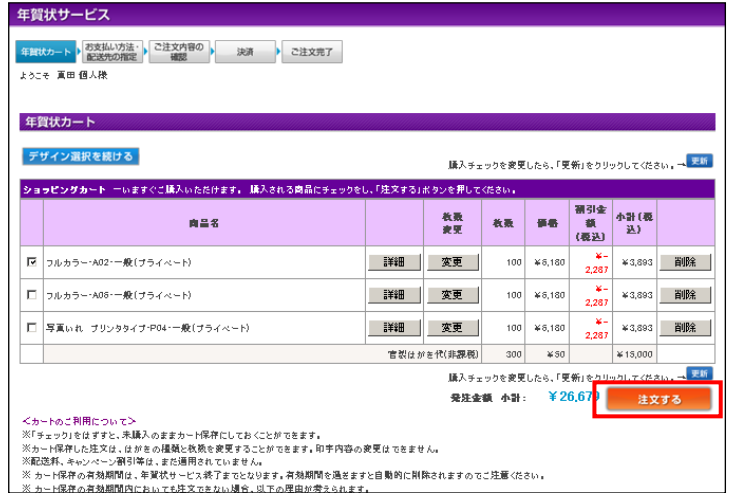 年賀状サービス
年賀状カート お支払い方法・配送先の指定 ご注文内容の確認 決済 ご注文完了
ようこそ 真田 個人様
年賀状カート
デザイン選択を続ける
購入チェックを変更したら、「更新」をクリックしてください。→ 更新
ショッピングカート ーいますぐご購入いただけます。 購入される商品にチェックをし、「注文する」ボタンを押してください。
商品名 枚数変更 枚数 価格 割引金額(税込) 小計(税込)
フルカラー-A02-一般(プライベート) 詳細 変更 100 ¥6,180 ¥-2,287 ¥3,893 削除
フルカラー-A06-一般(プライベート) 詳細 変更 100 ¥6,180 ¥-2,287 ¥3,893 削除
写真いれ プリンタタイプ-P04-一般(プライベート) 詳細 変更 100 ¥6,180 ¥-2,287 ¥3,893 削除
官製はがき代(非課税) 300 ¥50 ¥15,000
購入チェックを変更したら、「更新」をクリックしてください。→ 更新
発注金額 小計: ¥26,679 注文する
<カートのご利用について>
※「チェック」をはずすと、未購入のままカート保存にしておくことができます。
※カート保存した注文は、はがきの種類と枚数を変更することができます。印字内容の変更はできません。
※配送料、キャンペーン割引等は、まだ適用されていません。
※ カート保存の有効期間は、年賀状サービス終了までとなります。有効期間を過ぎますと自動的に削除されますのでご注意ください。
※ カート保存の有効期間内においても注文できない場合、以下の理由が考えられます。